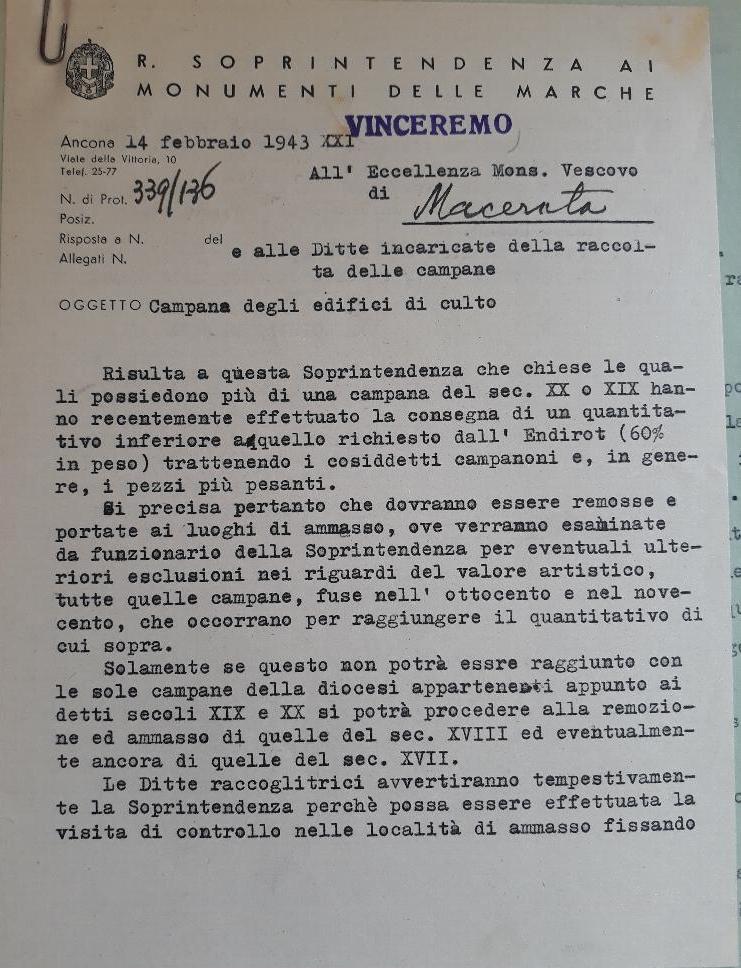 R. SOPRINTENDENZA AI
MONUMENTI DELLE MARCHE
VINCEREMO
Ancona 14 febbraio 1943 XXI
Viale della Vittoria, 10
Telef. 25-77
All' Eccellenza Mons. Vescovo
di Macerata
N. di Prot. 339/136
Posiz.
Risposta a N. del
Allegati N.
e alle Ditte incaricate della raccol-
ta delle campane
OGGETTO Campana degli edifici di culto
Risulta a questa Soprintendenza che chiese le qua-
li possiedono più di una campana del sec. XX o XIX han-
no recentemente effettuato la consegna di un quantita-
tivo inferiore a quello richiesto dall' Endirot (60%
in peso) trattenendo i cosiddetti campanoni e, in gene-
re, i pezzi più pesanti.
Si precisa pertanto che dovranno essere remosse e
portate ai luoghi di ammasso, ove verranno esaminate
da funzionario della Soprintendenza per eventuali ulte-
riori esclusioni nei riguardi del valore artistico,
tutte quelle campane, fuse nell' ottocento e nel nove-
cento, che occorrano per raggiungere il quantitativo di
cui sopra.
Solamente se questo non potrà essre raggiunto con
le sole campane della diocesi appartenenti appunto ai
detti secoli XIX e XX si potrà procedere alla remozio-
ne ed ammasso di quelle del sec. XVIII ed eventualmen-
te ancora di quelle del sec. XVII.
Le Ditte raccoglitrici avvertiranno tempestivamen-
te la Soprintendenza perchè possa essere effettuata la
visita di controllo nelle località di ammasso fissando